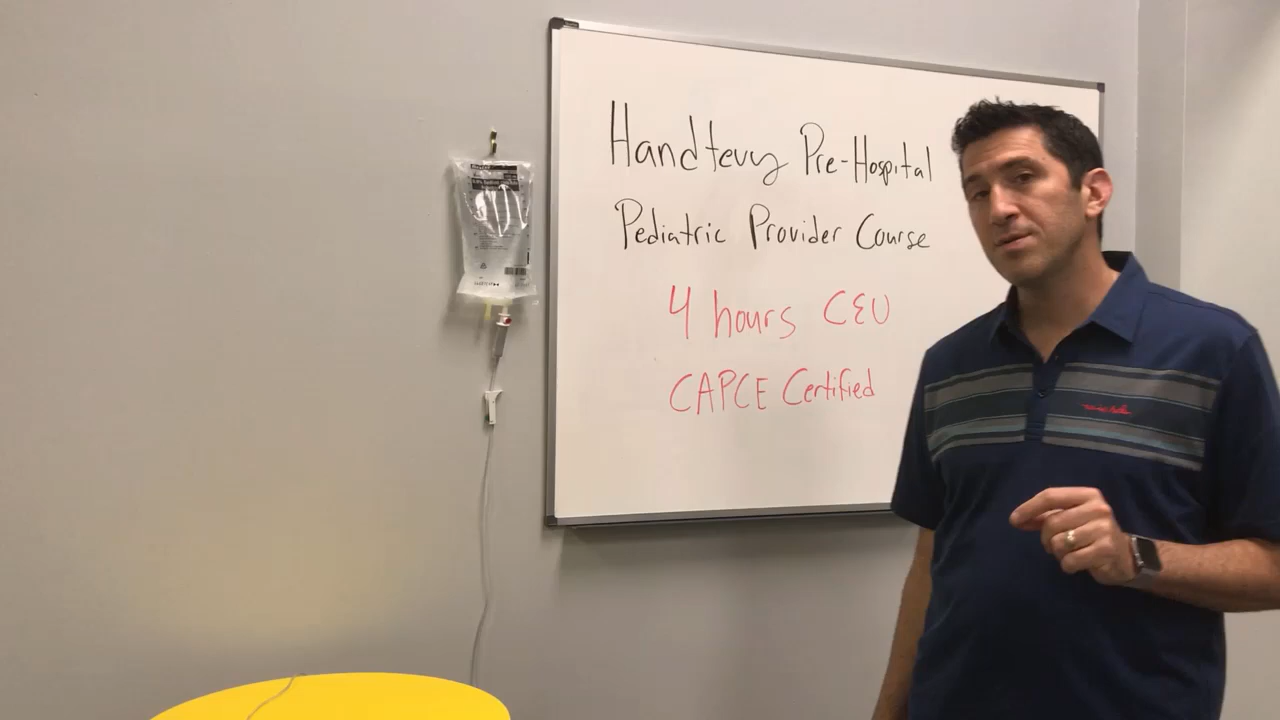 Handtevy Pre-Hospital
Pediatric Provider Course
4 hours CEU
CAPCE Certified